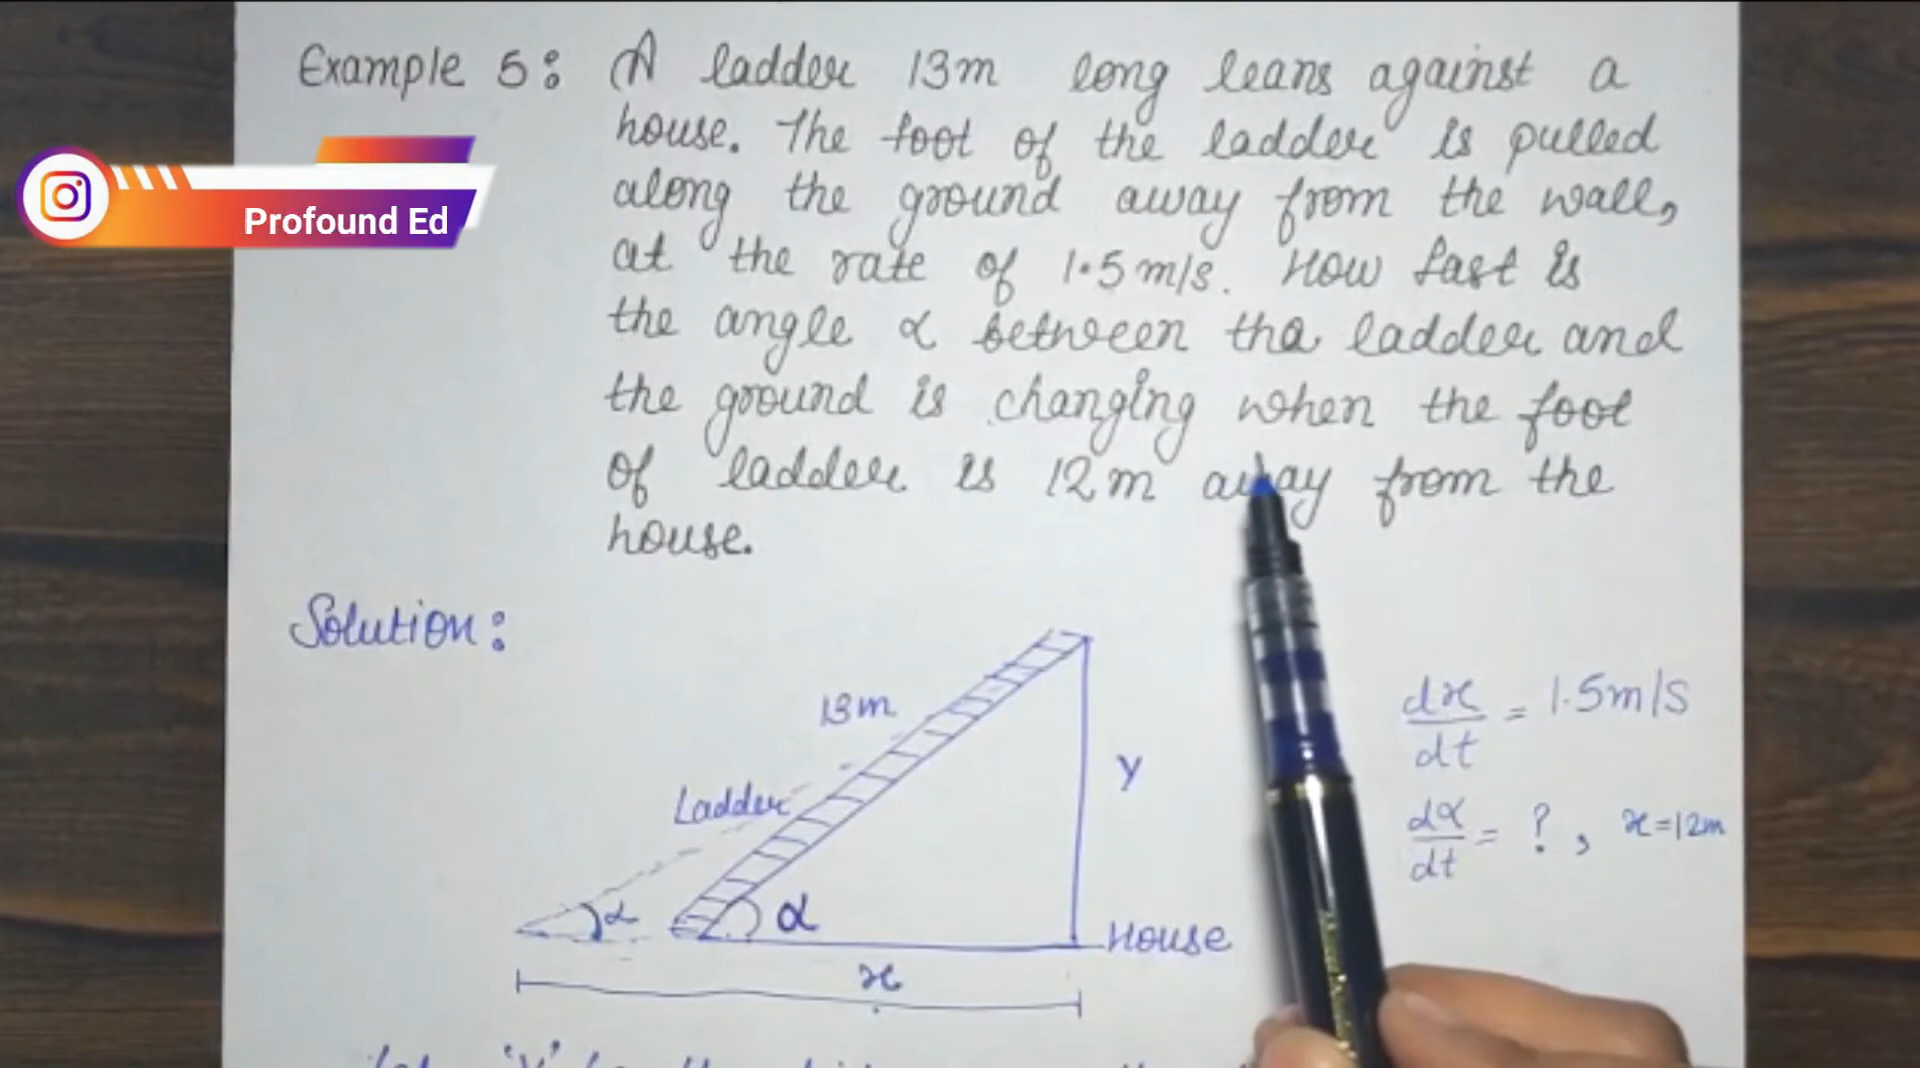 Example 5: A ladder 13m long leans against a
house. The foot of the ladder is pulled
along the ground away from the wall,
at the rate of 1.5m/s. How fast is
the angle α between the ladder and
the ground is changing when the foot
of ladder is 12m away from the
house.
Profound Ed
Solution:
13m
Ladder
y
α
α
House
x
dx/dt = 1.5m/s
dα/dt = ?, x=12m